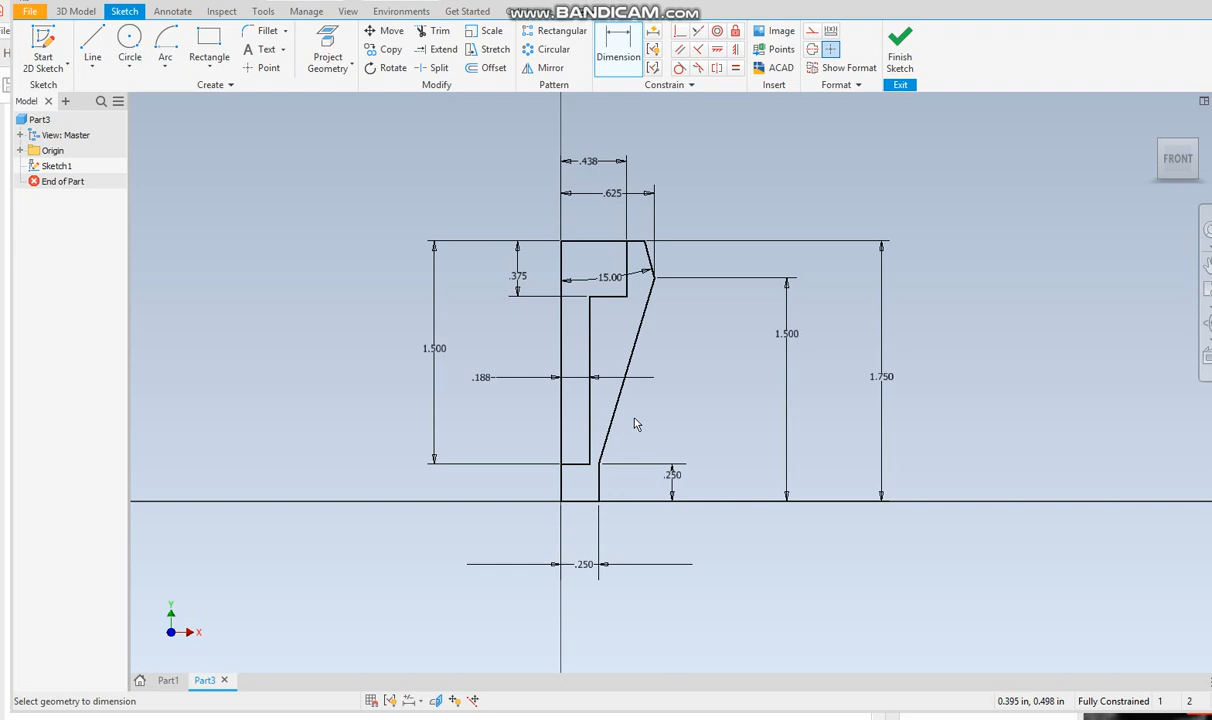 www.BANDICAM.com
File 3D Model Sketch Annotate Inspect Tools Manage View Environments Get Started
Start
2D Sketch
Line
Circle
Arc
Rectangle
Fillet
Text
Point
Project
Geometry
Move
Copy
Rotate
Trim
Extend
Split
Scale
Stretch
Offset
Rectangular
Circular
Mirror
Dimension
Image
Points
ACAD
Show Format
Finish
Sketch
Sketch Create Modify Pattern Constrain Insert Format Exit
Model
Part3
View: Master
Origin
Sketch1
End of Part
FRONT
.438
.625
.375
15.00
1.500
1.500
.188
1.750
.250
.250
Y
X
Part1 Part3
Select geometry to dimension
0.395 in, 0.498 in Fully Constrained 1 2